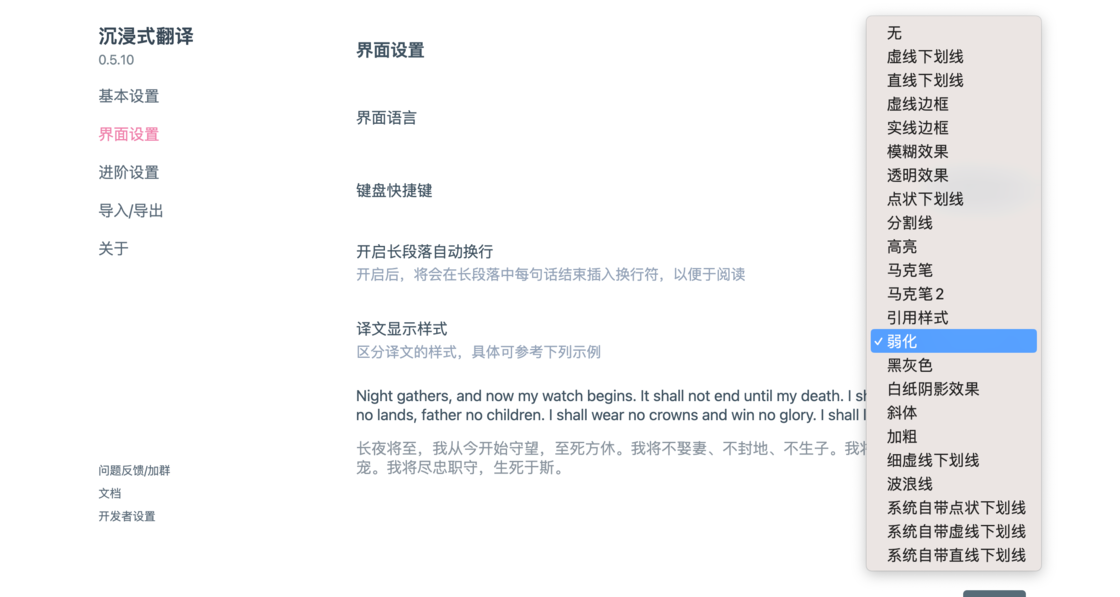 沉浸式翻译
0.5.10
基本设置
界面设置
进阶设置
导入/导出
关于
问题反馈/加群
文档
开发者设置
界面设置
界面语言
键盘快捷键
开启长段落自动换行
开启后，将会在长段落中每句话结束插入换行符，以便于阅读
译文显示样式
区分译文的样式，具体可参考下列示例
Night gathers, and now my watch begins. It shall not end until my death. I
no lands, father no children. I shall wear no crowns and win no glory. I shall
长夜将至，我从今开始守望，至死方休。我将不娶妻、不封地、不生子。我将
宠。我将尽忠职守，生死于斯。
无
虚线下划线
直线下划线
虚线边框
实线边框
模糊效果
透明效果
点状下划线
分割线
高亮
马克笔
马克笔2
引用样式
✓ 弱化
黑灰色
白纸阴影效果
斜体
加粗
细虚线下划线
波浪线
系统自带点状下划线
系统自带虚线下划线
系统自带直线下划线